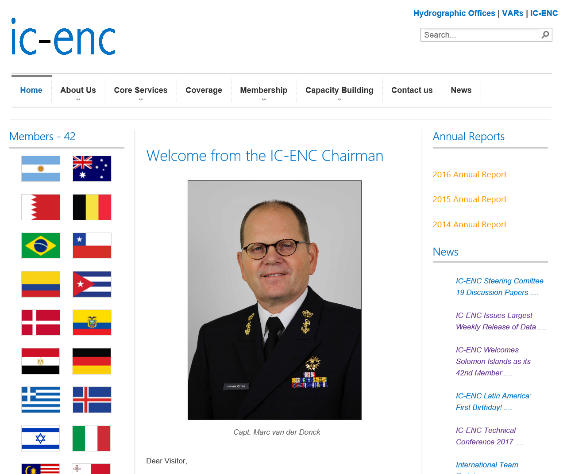 Hydrographic Offices | VARs | IC-ENC
ic-enc
Search...
Home About Us Core Services Coverage Membership Capacity Building Contact us News
Members - 42
Welcome from the IC-ENC Chairman
Capt. Marc van der Donck
Dear Visitor,
Annual Reports
2016 Annual Report
2015 Annual Report
2014 Annual Report
News
IC-ENC Steering Comittee
19 Discussion Papers ....
IC ENC Issues Largest
Weekly Release of Data ....
IC-ENC Welcomes
Solomon Islands as its
42nd Member ....
IC-ENC Latin America:
First Birthday! ....
IC ENC Technical
Conference 2017 ....
International Team